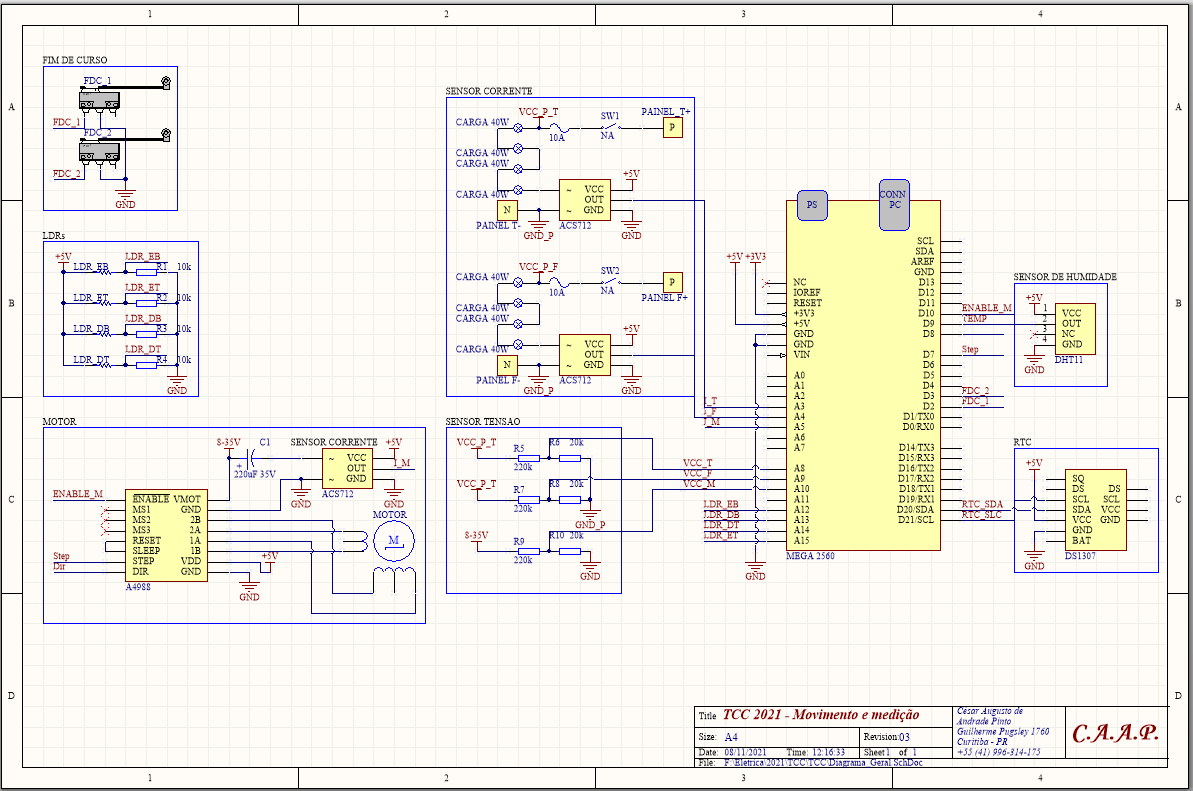 1
2
3
4
A
A
B
B
C
C
D
D
FIM DE CURSO
FDC_1
FDC_1
FDC_2
FDC_2
GND
LDRs
+5V
LDR_EB
LDR_EB
R1
10k
LDR_ET
LDR_ET
R2
10k
LDR_DB
LDR_DB
R3
10k
LDR_DT
LDR_DT
R4
10k
GND
SENSOR CORRENTE
CARGA 40W
CARGA 40W
CARGA 40W
CARGA 40W
VCC_P_T
10A
SW1
NA
PAINEL_T+
P
N
PAINEL T-
GND_P
~ VCC
OUT
~ GND
ACS712
+5V
GND
CARGA 40W
CARGA 40W
CARGA 40W
CARGA 40W
VCC_P_F
10A
SW2
NA
P
PAINEL F+
N
PAINEL F-
GND_P
~ VCC
OUT
~ GND
ACS712
+5V
GND
MOTOR
8-35V
C1
+
220uF 35V
SENSOR CORRENTE
~ VCC
OUT
~ GND
ACS712
+5V
I_M
GND
GND
MOTOR
M
ENABLE_M
Step
Dir
ENABLE VMOT
MS1 GND
MS2 2B
MS3 2A
RESET 1A
SLEEP 1B
STEP VDD
DIR GND
A4988
+5V
GND
SENSOR TENSAO
VCC_P_T
R5
220k
R6 20k
VCC_P_T
R7
220k
R8 20k
GND_P
8-35V
R9
220k
R10 20k
GND
PS
CONN
PC
+5V +3V3
I_T
I_F
I_M
VCC_T
VCC_F
VCC_M
LDR_EB
LDR_DB
LDR_DT
LDR_ET
GND
NC
IOREF
RESET
+3V3
+5V
GND
GND
VIN
A0
A1
A2
A3
A4
A5
A6
A7
A8
A9
A10
A11
A12
A13
A14
A15
MEGA 2560
SCL
SDA
AREF
GND
D13
D12
D11
D10
D9
D8
D7
D6
D5
D4
D3
D2
D1/TX0
D0/RX0
D14/TX3
D15/RX3
D16/TX2
D17/RX2
D18/TX1
D19/RX1
D20/SDA
D21/SCL
ENABLE_M
TEMP
Step
FDC_2
FDC_1
RTC_SDA
RTC_SLC
SENSOR DE HUMIDADE
+5V
1
2
3
4
VCC
OUT
NC
GND
DHT11
GND
RTC
+5V
SQ
DS DS
SCL SCL
SDA VCC
VCC GND
GND
BAT
DS1307
GND
Title TCC 2021 - Movimento e medição
Size: A4
Revision:03
Date: 08/11/2021 Time: 12:16:33 Sheet 1 of 1
File: F:\Eletrica\2021\TCC\TCC\Diagrama_Geral.SchDoc
César Augusto de
Andrade Pinto
Guilherme Pugsley 1760
Curitiba - PR
+55 (41) 996-314-175
C.A.A.P.
1
2
3
4